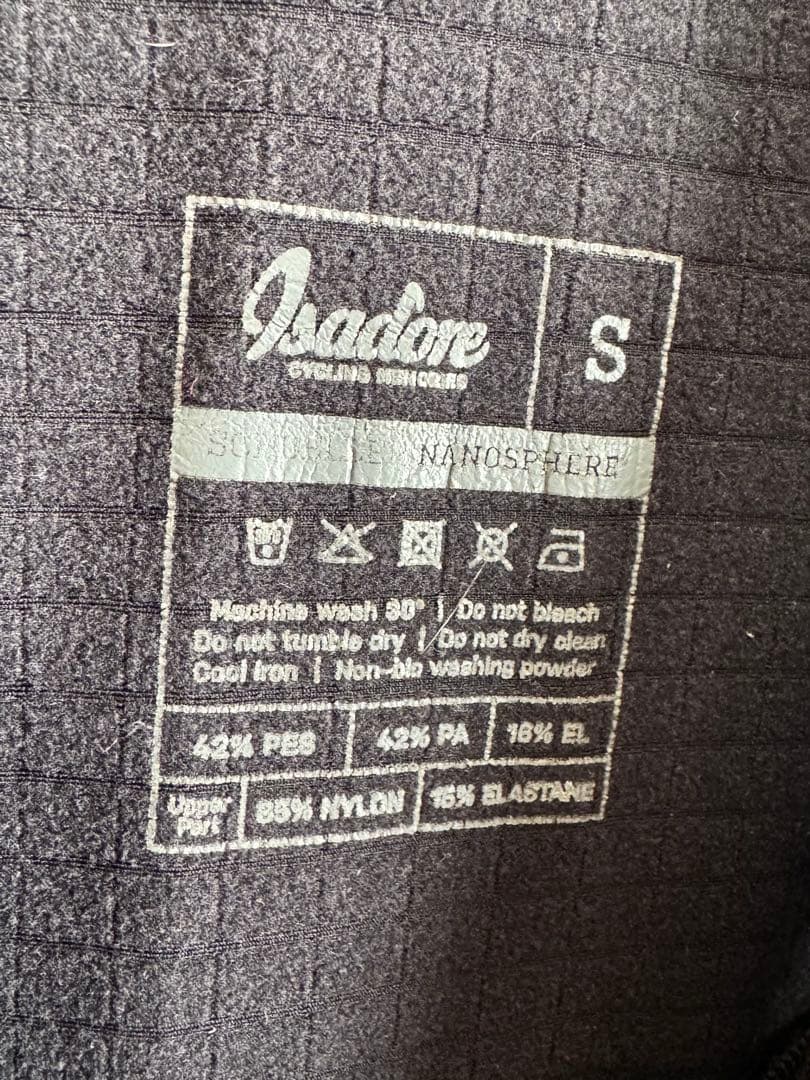 Isadore
S
CYCLING
SCHOELLER NANOSPHERE
Machine wash 30° | Do not bleach
Do not tumble dry | Do not dry clean
Cool iron | Non-bio washing powder
42% PES
42% PA
16% EL
Upper Part
85% NYLON
15% ELASTANE